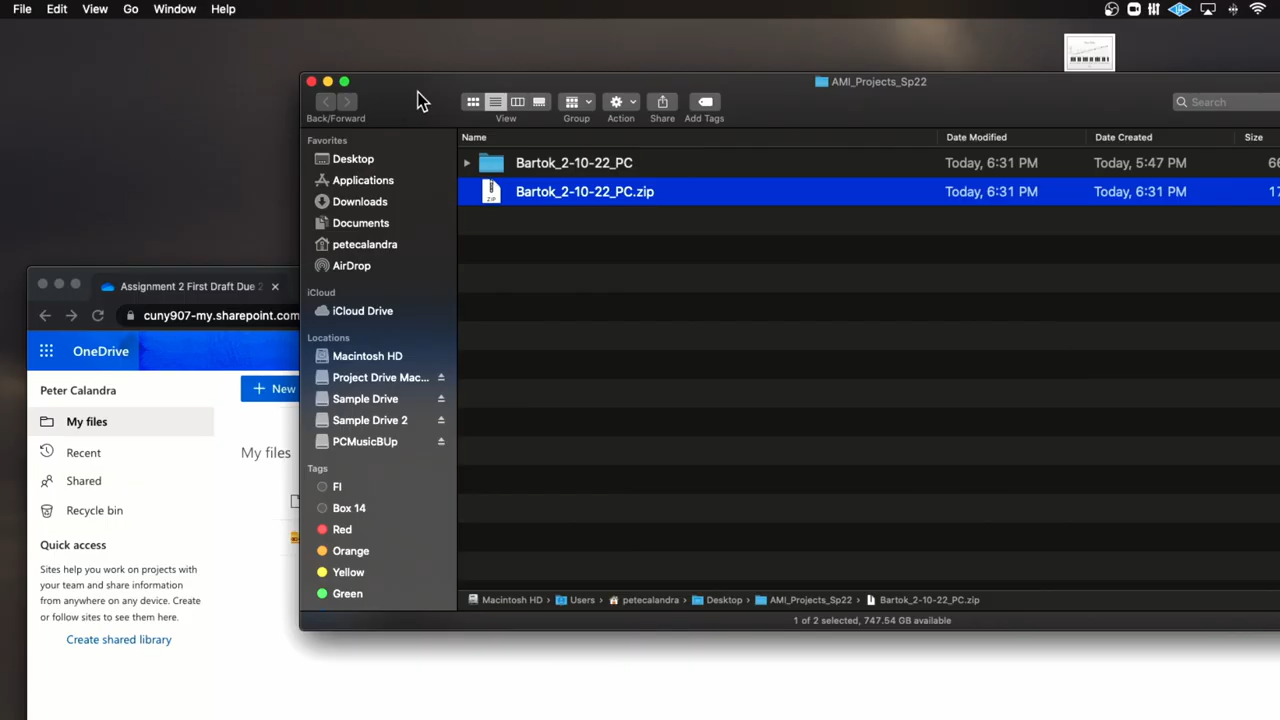 File Edit View Go Window Help
AMI_Projects_Sp22
Back/Forward View Group Action Share Add Tags Search
Favorites
Desktop
Applications
Downloads
Documents
petecalandra
AirDrop
iCloud
iCloud Drive
Locations
Macintosh HD
Project Drive Mac...
Sample Drive
Sample Drive 2
PCMusicBUp
Tags
FI
Box 14
Red
Orange
Yellow
Green
Name Date Modified Date Created Size
Bartok_2-10-22_PC Today, 6:31 PM Today, 5:47 PM
Bartok_2-10-22_PC.zip Today, 6:31 PM Today, 6:31 PM
ZIP
Macintosh HD › Users › petecalandra › Desktop › AMI_Projects_Sp22 › Bartok_2-10-22_PC.zip
1 of 2 selected, 747.54 GB available
Assignment 2 First Draft Due 2
cuny907-my.sharepoint.com
OneDrive
Peter Calandra
+ New
My files
Recent
Shared
Recycle bin
Quick access
Sites help you work on projects with
your team and share information
from anywhere on any device. Create
or follow sites to see them here.
Create shared library
My files